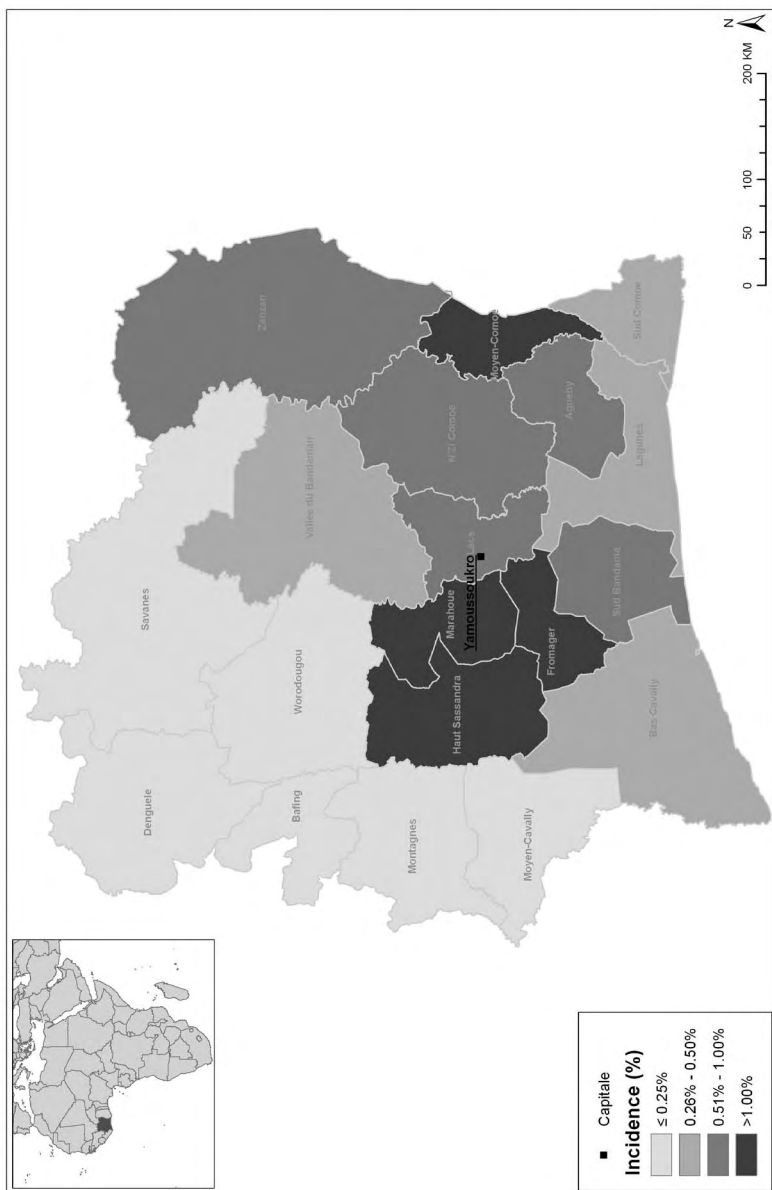 N
0 50 100 200 KM
Savanes
Denguele
Zanzan
Vallee du Bandaman
Worodougou
Bafing
Montagnes
N'Zi Comoe
Moyen-Comoe
Marahoue
Lacs
Haut Sassandra
Yamoussoukro
Moyen-Cavally
Fromager
Agneby
Sud Bandama
Lagunes
Sud Comoe
Bas Cavally
Capitale
Incidence (%)
≤ 0.25%
0.26% - 0.50%
0.51% - 1.00%
>1.00%